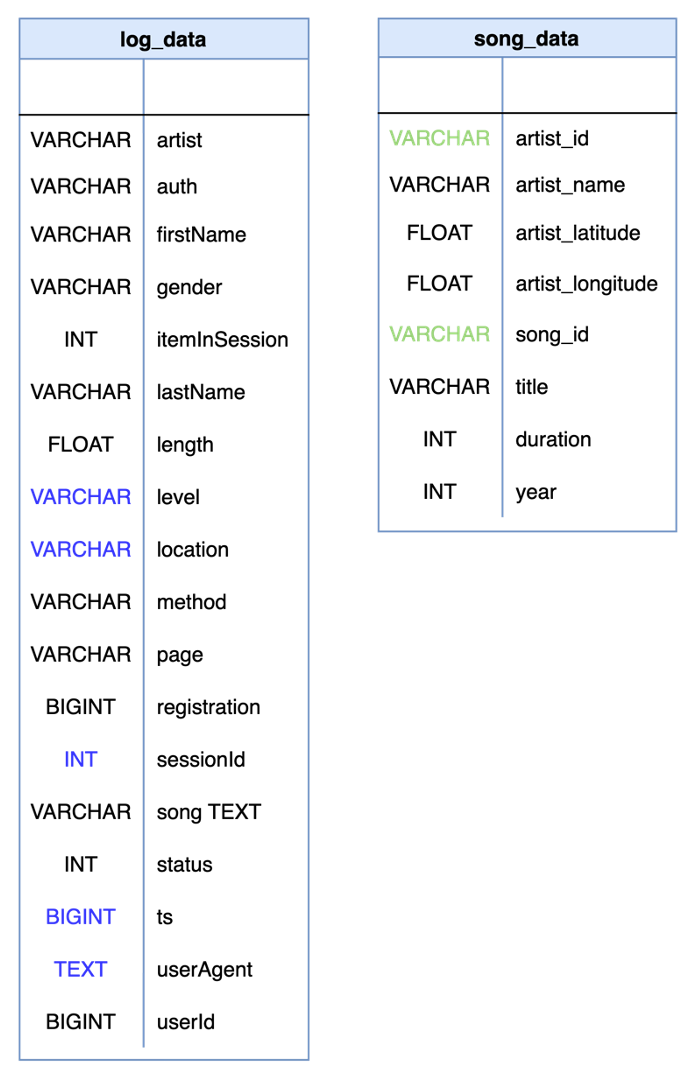 log_data
VARCHAR artist
VARCHAR auth
VARCHAR firstName
VARCHAR gender
INT itemInSession
VARCHAR lastName
FLOAT length
VARCHAR level
VARCHAR location
VARCHAR method
VARCHAR page
BIGINT registration
INT sessionId
VARCHAR song TEXT
INT status
BIGINT ts
TEXT userAgent
BIGINT userId
song_data
VARCHAR artist_id
VARCHAR artist_name
FLOAT artist_latitude
FLOAT artist_longitude
VARCHAR song_id
VARCHAR title
INT duration
INT year